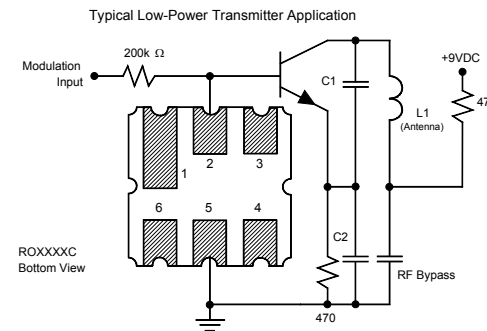 Typical Low-Power Transmitter Application
200k Ω
Modulation
Input
C1
+9VDC
47
L1
(Antenna)
1
2
3
6
5
4
ROXXXXC
Bottom View
C2
RF Bypass
470